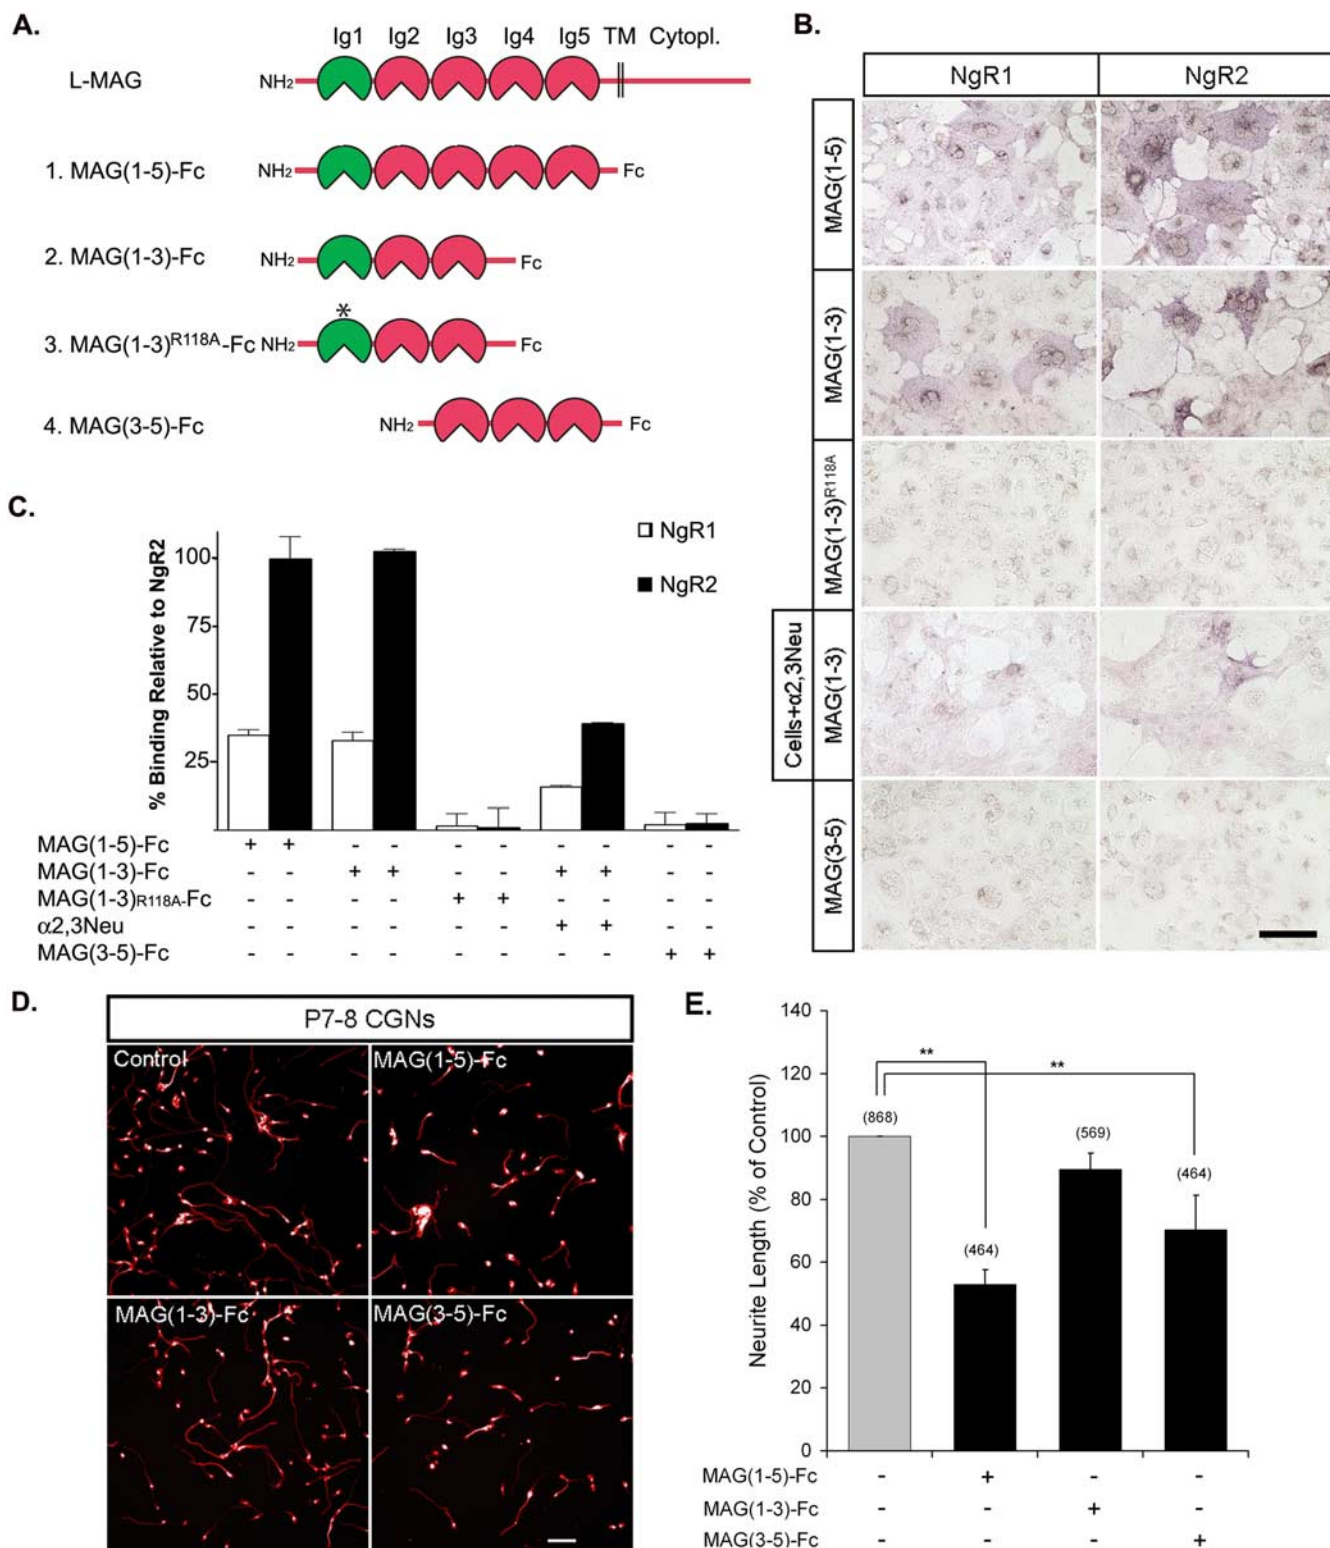 A.
Ig1 Ig2 Ig3 Ig4 Ig5 TM Cytopl.
L-MAG NH2
1. MAG(1-5)-Fc NH2 Fc
2. MAG(1-3)-Fc NH2 Fc
*
3. MAG(1-3)R118A-Fc NH2 Fc
4. MAG(3-5)-Fc NH2 Fc
B.
NgR1 NgR2
MAG(1-5)
MAG(1-3)
MAG(1-3)R118A
Cells+α2,3Neu
MAG(1-3)
MAG(3-5)
C.
% Binding Relative to NgR2
100
75
50
25
NgR1
NgR2
MAG(1-5)-Fc + + - - - - - - - -
MAG(1-3)-Fc - - + + - - + + - -
MAG(1-3)R118A-Fc - - - - + + - - - -
α2,3Neu - - - - - - + + - -
MAG(3-5)-Fc - - - - - - - - + +
D.
P7-8 CGNs
Control MAG(1-5)-Fc
MAG(1-3)-Fc MAG(3-5)-Fc
E.
Neurite Length (% of Control)
140
120
100
80
60
40
20
0
**
**
(868)
(464)
(569)
(464)
MAG(1-5)-Fc - + - -
MAG(1-3)-Fc - - + -
MAG(3-5)-Fc - - - +